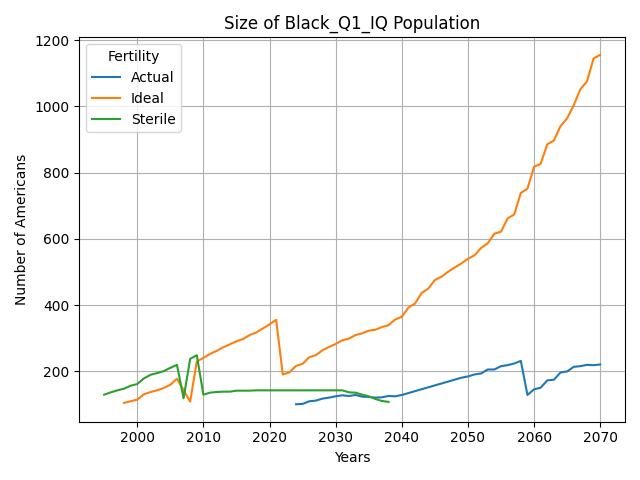 Size of Black_Q1_IQ Population
Fertility
Actual
Ideal
Sterile
Number of Americans
1200
1000
800
600
400
200
2000 2010 2020 2030 2040 2050 2060 2070
Years